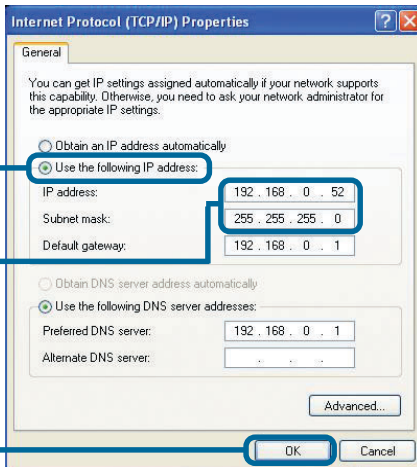 Internet Protocol (TCP/IP) Properties
General
You can get IP settings assigned automatically if your network supports
this capability. Otherwise, you need to ask your network administrator for
the appropriate IP settings.
Obtain an IP address automatically
Use the following IP address:
IP address: 192 . 168 . 0 . 52
Subnet mask: 255 . 255 . 255 . 0
Default gateway: 192 . 168 . 0 . 1
Obtain DNS server address automatically
Use the following DNS server addresses:
Preferred DNS server: 192 . 168 . 0 . 1
Alternate DNS server: . . .
Advanced...
OK Cancel